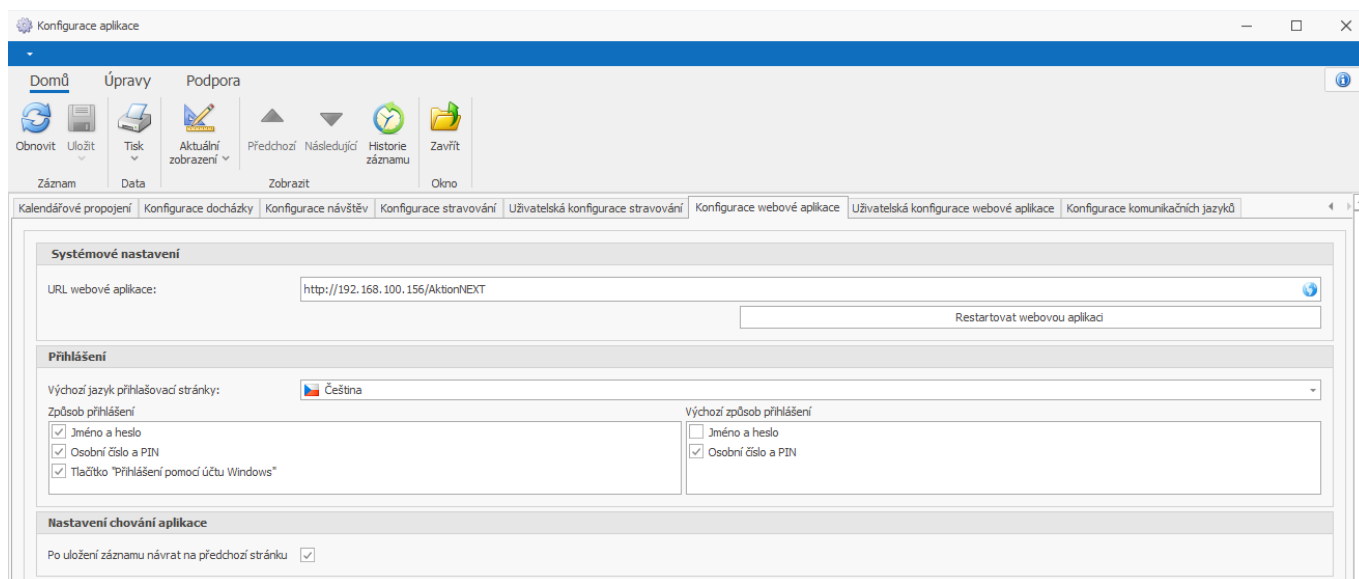 Konfigurace aplikace
Domů Úpravy Podpora
Obnovit Uložit Tisk Aktuální zobrazení Předchozí Následující Historie záznamu Zavřít
Záznam Data Zobrazit Okno
Kalendářové propojení Konfigurace docházky Konfigurace návštěv Konfigurace stravování Uživatelská konfigurace stravování Konfigurace webové aplikace Uživatelská konfigurace webové aplikace Konfigurace komunikačních jazyků
Systémové nastavení
URL webové aplikace: http://192.168.100.156/AktionNEXT
Restartovat webovou aplikaci
Přihlášení
Výchozí jazyk přihlašovací stránky: Čeština
Způsob přihlášení Výchozí způsob přihlášení
Jméno a heslo Jméno a heslo
Osobní číslo a PIN Osobní číslo a PIN
Tlačítko "Přihlášení pomocí účtu Windows"
Nastavení chování aplikace
Po uložení záznamu návrat na předchozí stránku